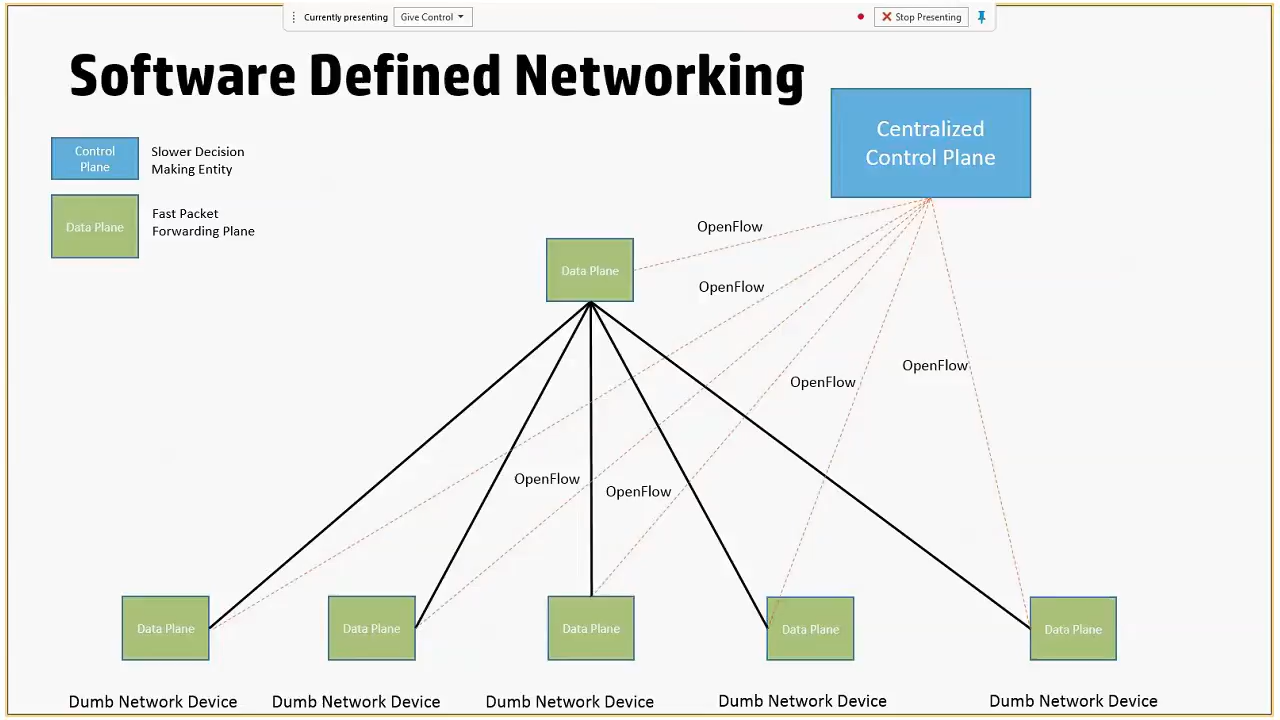 Currently presenting
Give Control
Stop Presenting
Software Defined Networking
Centralized
Control Plane
Control
Plane
Slower Decision
Making Entity
Data Plane
Fast Packet
Forwarding Plane
OpenFlow
Data Plane
OpenFlow
OpenFlow
OpenFlow
OpenFlow
OpenFlow
Data Plane
Data Plane
Data Plane
Data Plane
Data Plane
Dumb Network Device
Dumb Network Device
Dumb Network Device
Dumb Network Device
Dumb Network Device